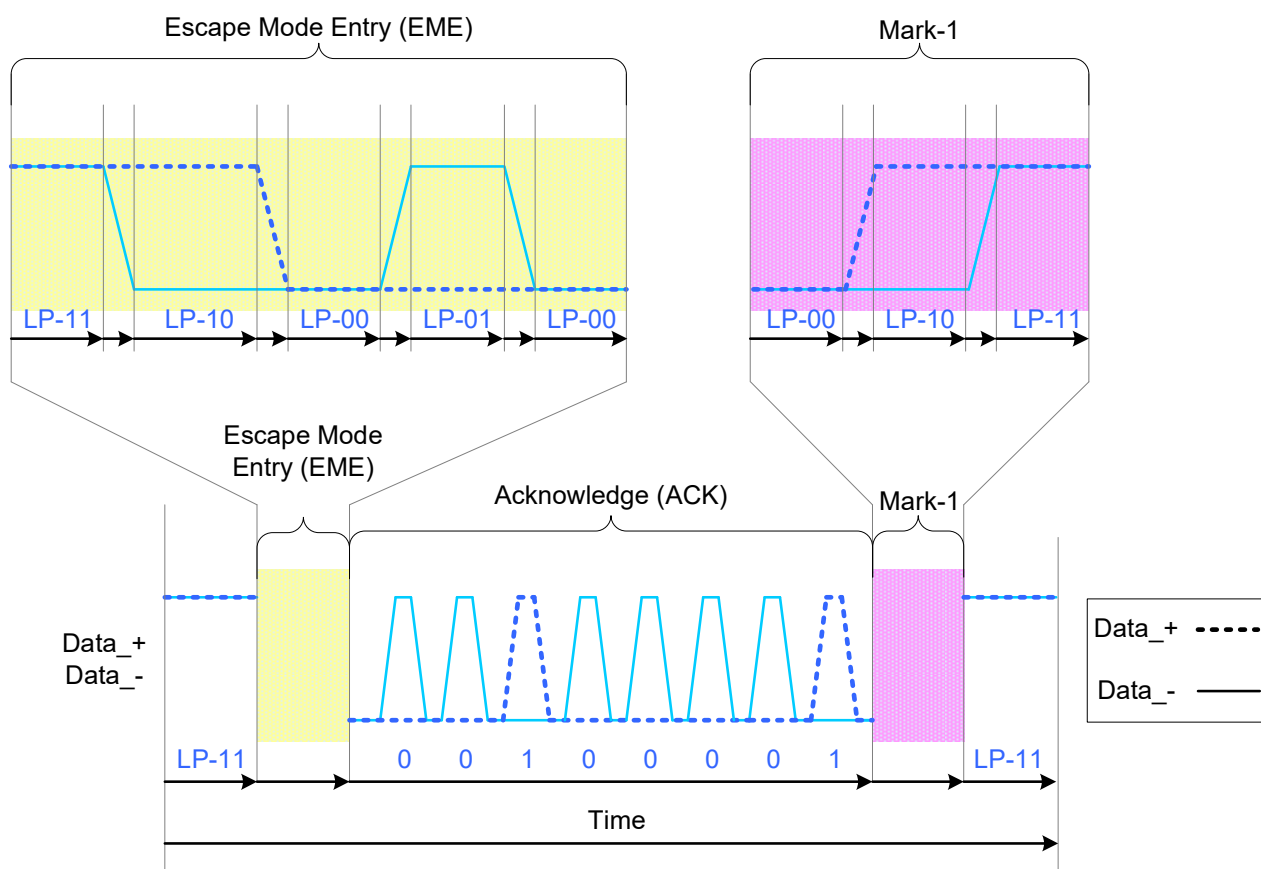 Escape Mode Entry (EME)
Mark-1
LP-11 LP-10 LP-00 LP-01 LP-00
LP-00 LP-10 LP-11
Escape Mode
Entry (EME)
Acknowledge (ACK)
Mark-1
Data_+
Data_-
Data_+
Data_-
LP-11 0 0 1 0 0 0 0 1 LP-11
Time